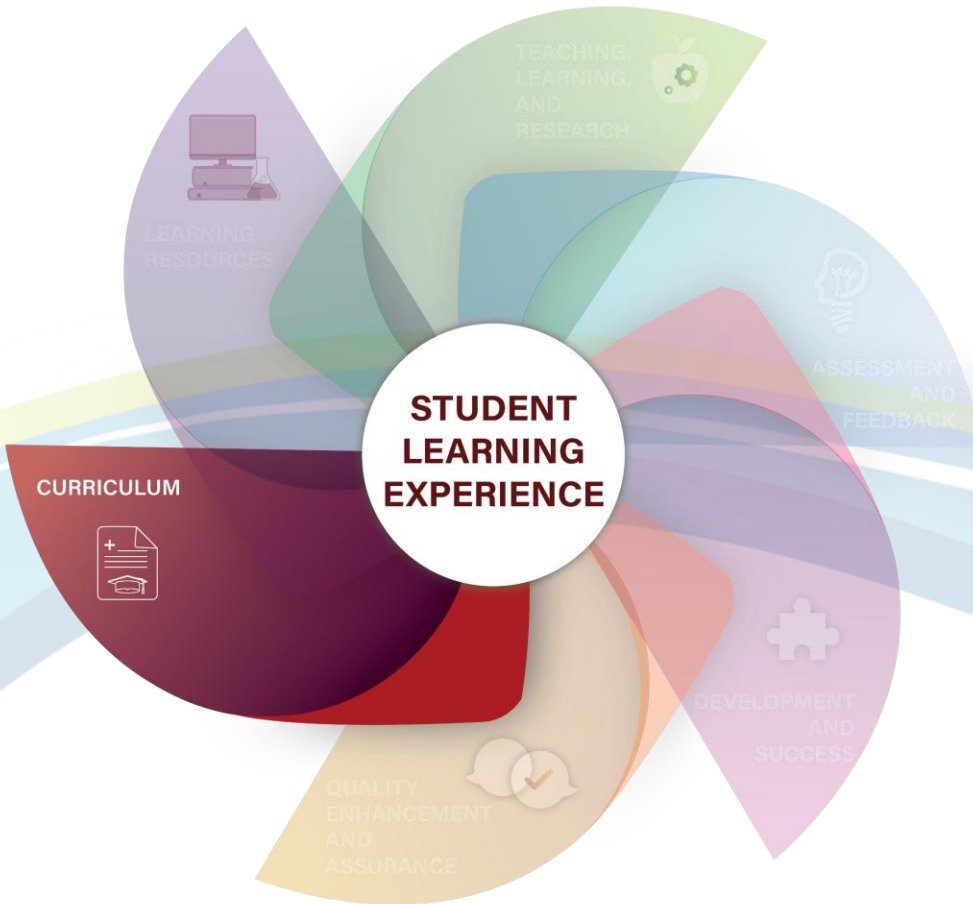 TEACHING,
LEARNING,
AND
RESEARCH
LEARNING
RESOURCES
ASSESSMENT
AND
FEEDBACK
STUDENT
LEARNING
EXPERIENCE
CURRICULUM
DEVELOPMENT
AND
SUCCESS
QUALITY
ENHANCEMENT
AND
ASSURANCE